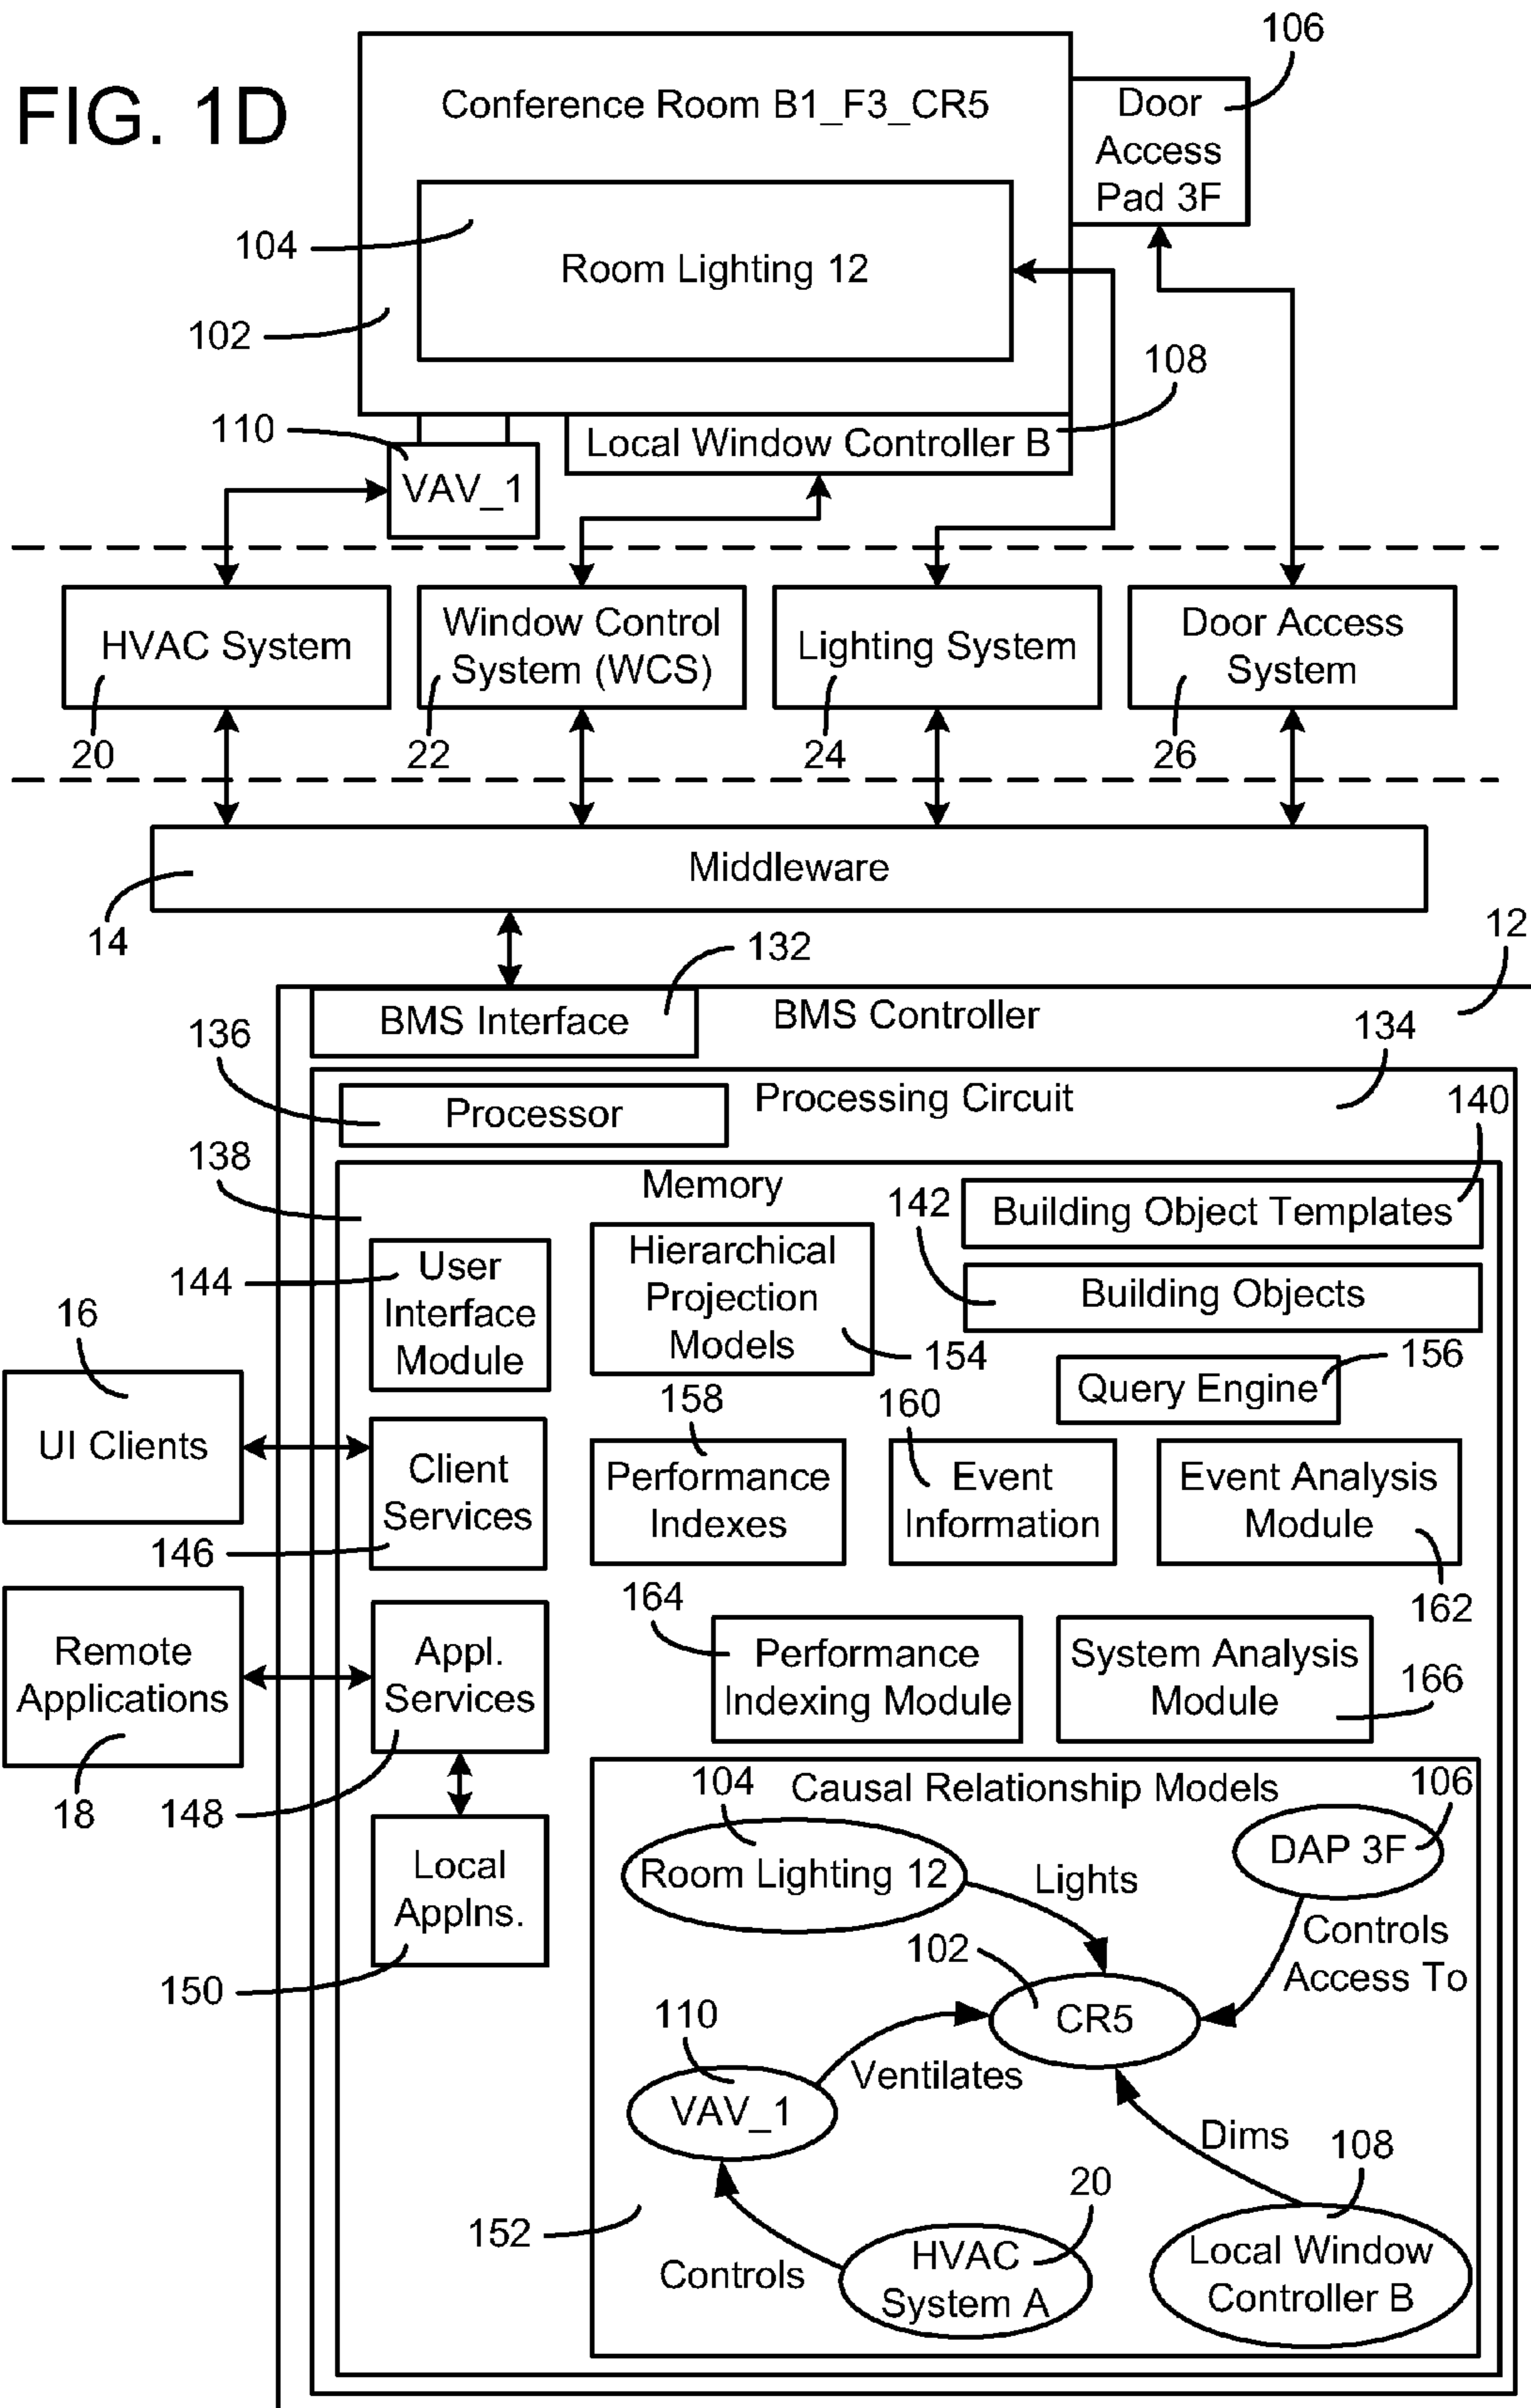 FIG. 1D
106
Conference Room B1_F3_CR5
Door
Access
Pad 3F
104
Room Lighting 12
102
108
110
Local Window Controller B
VAV_1
HVAC System
Window Control
System (WCS)
Lighting System
Door Access
System
20
22
24
26
Middleware
14
12
132
BMS Interface
BMS Controller
134
136
Processor
Processing Circuit
140
138
Memory
Building Object Templates
142
Building Objects
144
User
Interface
Module
Hierarchical
Projection
Models
154
156
Query Engine
16
UI Clients
Client
Services
146
158
Performance
Indexes
160
Event
Information
Event Analysis
Module
162
Remote
Applications
18
Appl.
Services
148
164
Performance
Indexing Module
System Analysis
Module
166
Local
Applns.
150
Causal Relationship Models
104
Room Lighting 12
Lights
106
DAP 3F
Controls
Access To
102
CR5
110
VAV_1
Ventilates
Dims
108
Local Window
Controller B
152
20
HVAC
System A
Controls